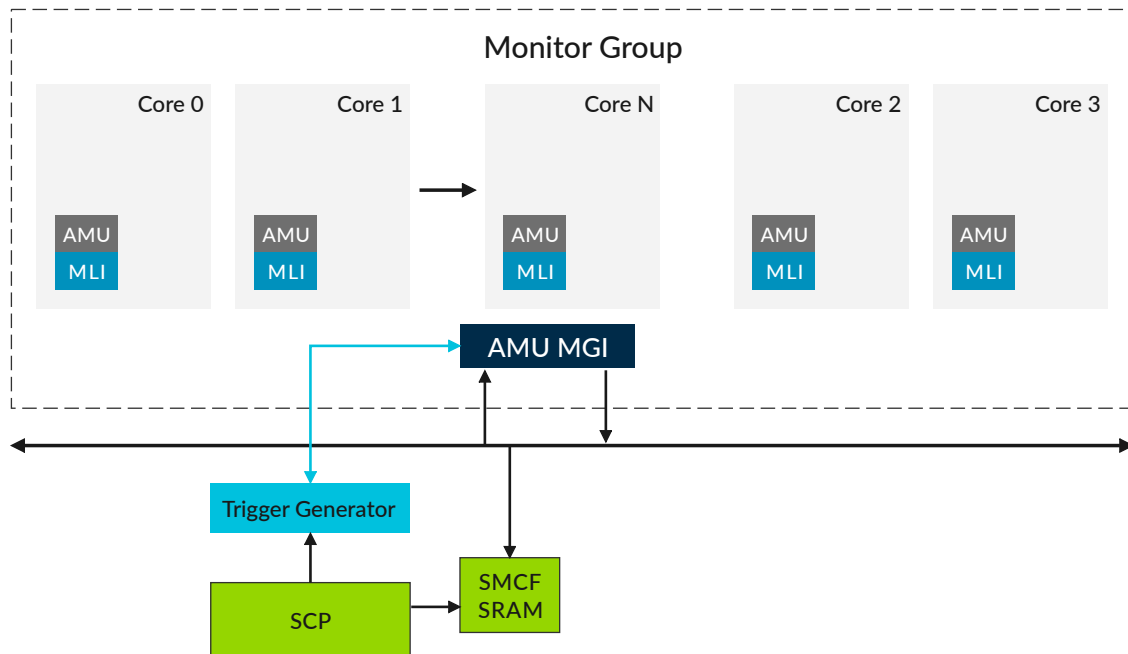 Monitor Group
Core 0
Core 1
Core N
Core 2
Core 3
AMU
MLI
AMU
MLI
AMU
MLI
AMU
MLI
AMU
MLI
AMU MGI
Trigger Generator
SCP
SMCF
SRAM